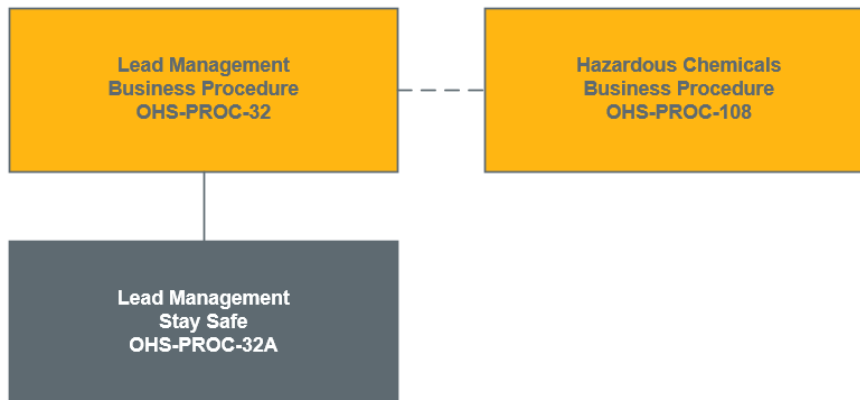 Lead Management
Business Procedure
OHS-PROC-32
Hazardous Chemicals
Business Procedure
OHS-PROC-108
Lead Management
Stay Safe
OHS-PROC-32A